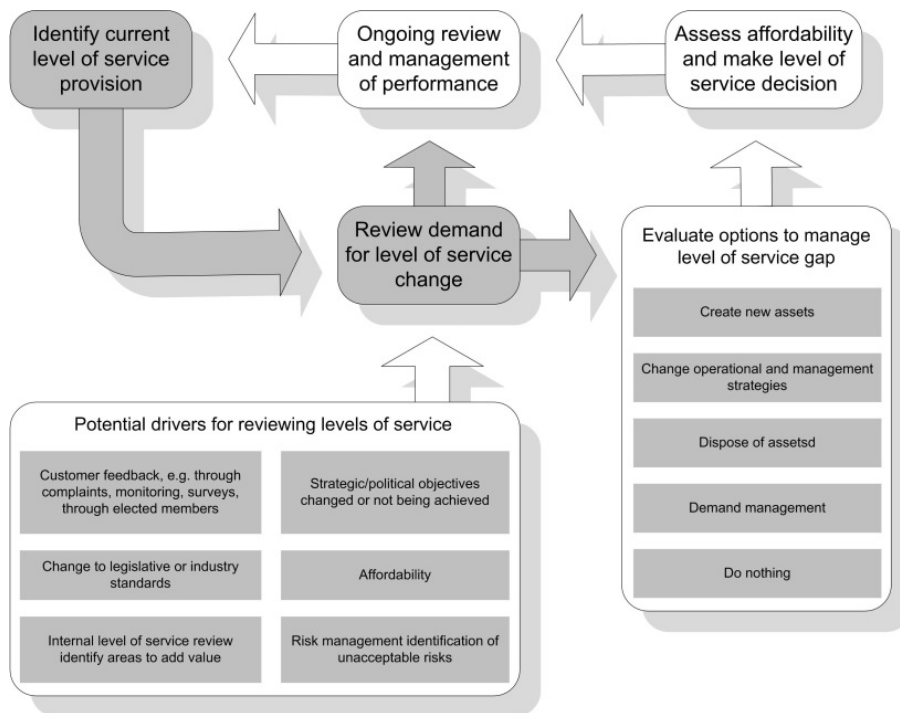 Identify current
level of service
provision
Ongoing review
and management
of performance
Assess affordability
and make level of
service decision
Review demand
for level of service
change
Evaluate options to manage
level of service gap
Create new assets
Change operational and management
strategies
Dispose of assetsd
Demand management
Do nothing
Potential drivers for reviewing levels of service
Customer feedback, e.g. through
complaints, monitoring, surveys,
through elected members
Strategic/political objectives
changed or not being achieved
Change to legislative or industry
standards
Affordability
Internal level of service review
identify areas to add value
Risk management identification of
unacceptable risks